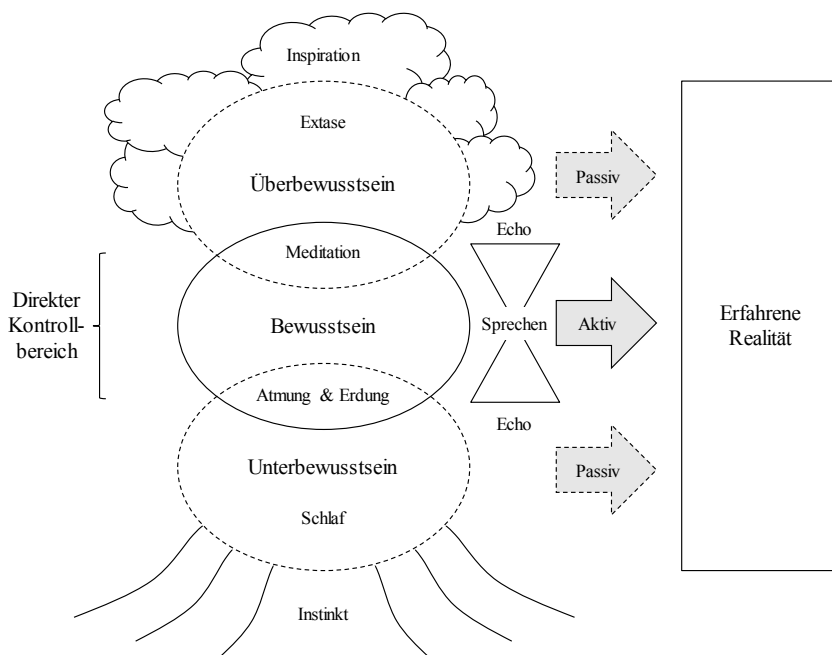 Inspiration
Extase
Überbewusstsein
Passiv
Echo
Meditation
Direkter
Kontroll-
bereich
Bewusstsein
Sprechen
Aktiv
Erfahrene
Realität
Atmung & Erdung
Echo
Unterbewusstsein
Passiv
Schlaf
Instinkt